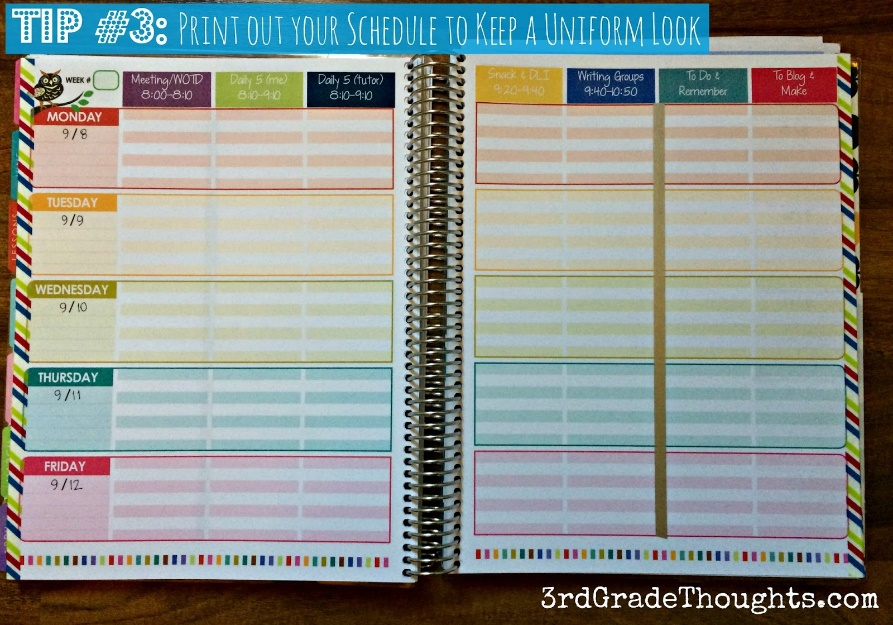 TIP #3: PRINT OUT YOUR SCHEDULE TO KEEP A UNIFORM LOOK
WEEK #
Meeting/WOTD
8:00-8:10
Daily 5 (me)
8:10-9:10
Daily 5 (tutor)
8:10-9:10
Snack & DLI
9:20-9:40
Writing Groups
9:40-10:50
To Do &
Remember
To Blog &
Make
MONDAY
9/8
TUESDAY
9/9
WEDNESDAY
9/10
THURSDAY
9/11
FRIDAY
9/12
LESSONS
3rdGradeThoughts.com